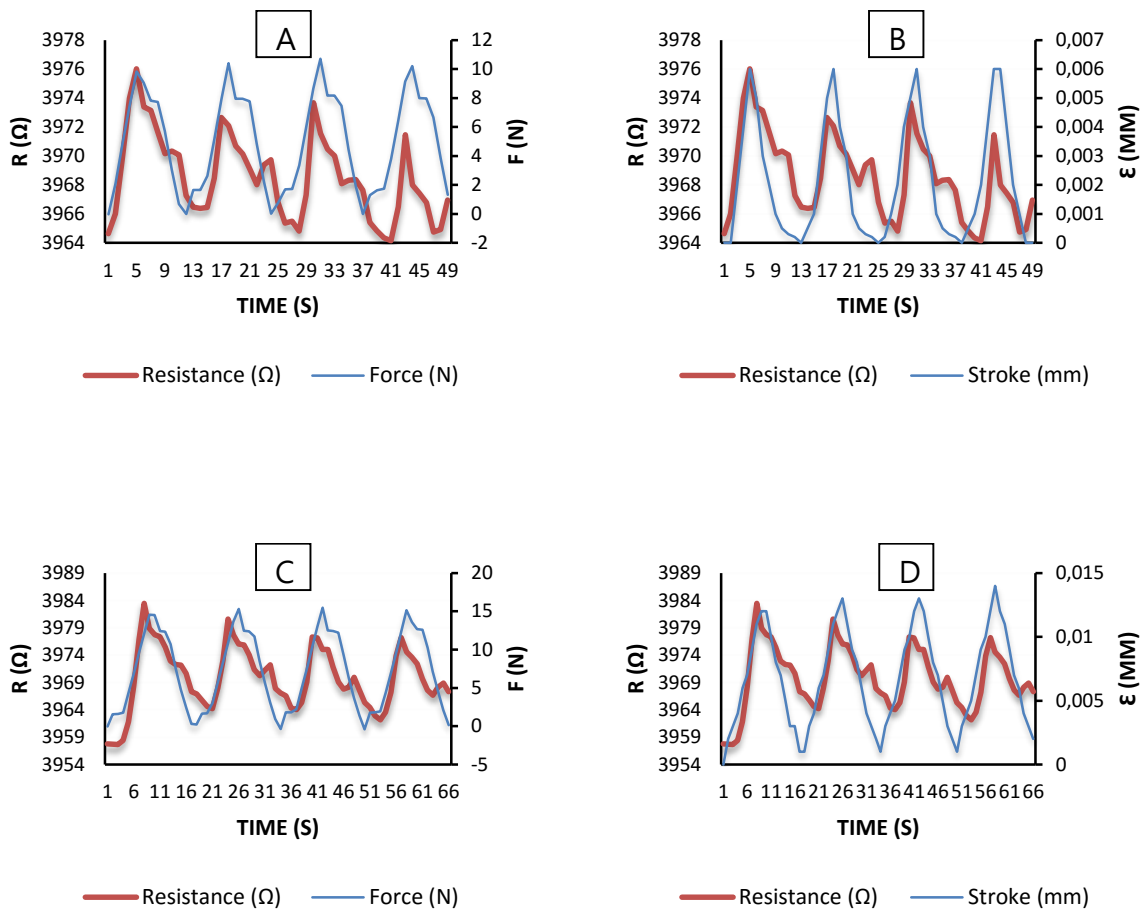 A
3978
3976
3974
3972
3970
3968
3966
3964
R (Ω)
12
10
8
6
4
2
0
-2
F (N)
1 5 9 13 17 21 25 29 33 37 41 45 49
TIME (S)
Resistance (Ω) Force (N)
B
3978
3976
3974
3972
3970
3968
3966
3964
R (Ω)
0,007
0,006
0,005
0,004
0,003
0,002
0,001
0
Ɛ (MM)
1 5 9 13 17 21 25 29 33 37 41 45 49
TIME (S)
Resistance (Ω) Stroke (mm)
C
3989
3984
3979
3974
3969
3964
3959
3954
R (Ω)
20
15
10
5
0
-5
F (N)
1 6 11 16 21 26 31 36 41 46 51 56 61 66
TIME (S)
Resistance (Ω) Force (N)
D
3989
3984
3979
3974
3969
3964
3959
3954
R (Ω)
0,015
0,01
0,005
0
Ɛ (MM)
1 6 11 16 21 26 31 36 41 46 51 56 61 66
TIME (S)
Resistance (Ω) Stroke (mm)